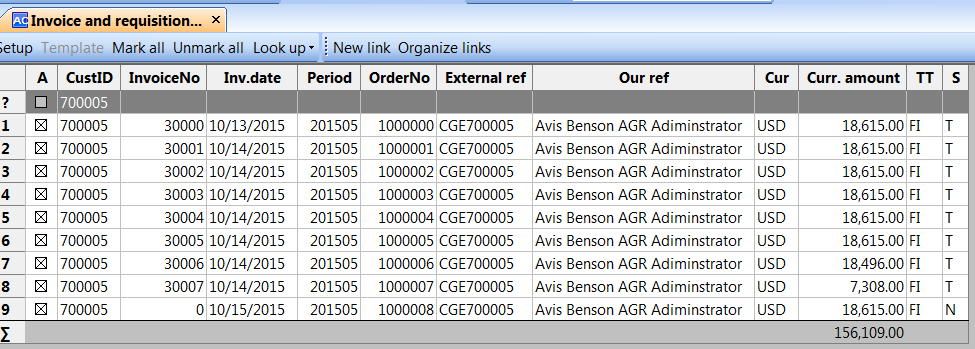 AC Invoice and requisition... ×
Setup Template Mark all Unmark all Look up New link Organize links
A CustID InvoiceNo Inv.date Period OrderNo External ref Our ref Cur Curr. amount TT S
? 700005
1 700005 30000 10/13/2015 201505 1000000 CGE700005 Avis Benson AGR Adiminstrator USD 18,615.00 FI T
2 700005 30001 10/14/2015 201505 1000001 CGE700005 Avis Benson AGR Adiminstrator USD 18,615.00 FI T
3 700005 30002 10/14/2015 201505 1000002 CGE700005 Avis Benson AGR Adiminstrator USD 18,615.00 FI T
4 700005 30003 10/14/2015 201505 1000003 CGE700005 Avis Benson AGR Adiminstrator USD 18,615.00 FI T
5 700005 30004 10/14/2015 201505 1000004 CGE700005 Avis Benson AGR Adiminstrator USD 18,615.00 FI T
6 700005 30005 10/14/2015 201505 1000005 CGE700005 Avis Benson AGR Adiminstrator USD 18,615.00 FI T
7 700005 30006 10/14/2015 201505 1000006 CGE700005 Avis Benson AGR Adiminstrator USD 18,496.00 FI T
8 700005 30007 10/14/2015 201505 1000007 CGE700005 Avis Benson AGR Adiminstrator USD 7,308.00 FI T
9 700005 0 10/15/2015 201505 1000008 CGE700005 Avis Benson AGR Adiminstrator USD 18,615.00 FI N
Σ 156,109.00